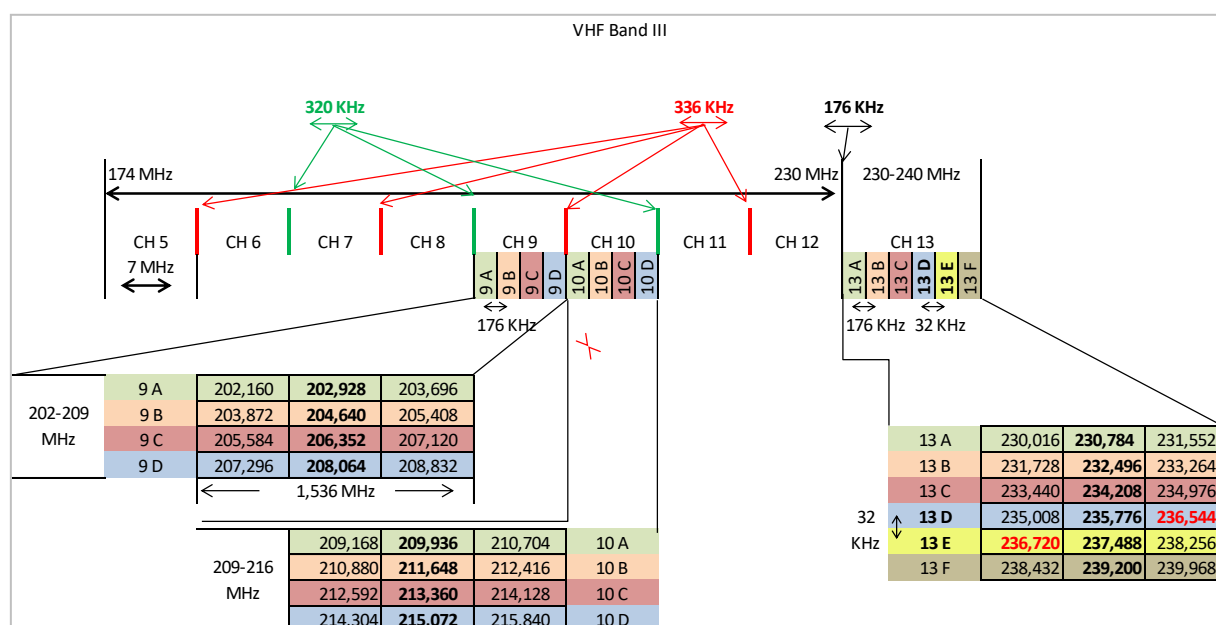 VHF Band III
320 KHz 336 KHz 176 KHz
174 MHz 230 MHz 230-240 MHz
CH 5 CH 6 CH 7 CH 8 CH 9 CH 10 CH 11 CH 12 CH 13
7 MHz
9 A 9 B 9 C 9 D 10 A 10 B 10 C 10 D 13 A 13 B 13 C 13 D 13 E 13 F
176 KHz 176 KHz 32 KHz
X
202-209 MHz
9 A 202,160 202,928 203,696
9 B 203,872 204,640 205,408
9 C 205,584 206,352 207,120
9 D 207,296 208,064 208,832
1,536 MHz
209-216 MHz
209,168 209,936 210,704 10 A
210,880 211,648 212,416 10 B
212,592 213,360 214,128 10 C
214,304 215,072 215,840 10 D
32 KHz
13 A 230,016 230,784 231,552
13 B 231,728 232,496 233,264
13 C 233,440 234,208 234,976
13 D 235,008 235,776 236,544
13 E 236,720 237,488 238,256
13 F 238,432 239,200 239,968